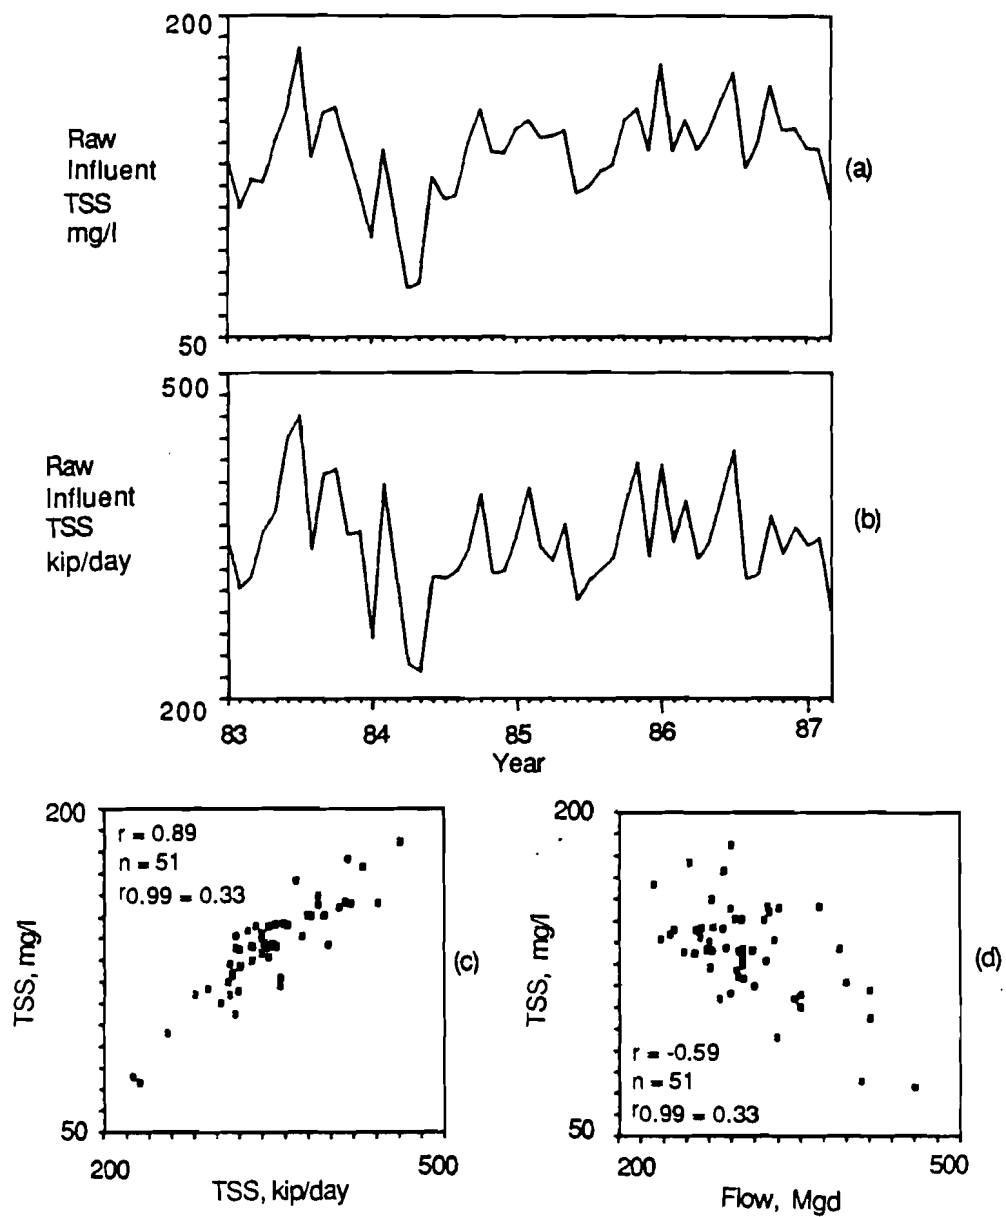 200
Raw
Influent
TSS
mg/l
(a)
50
500
Raw
Influent
TSS
kip/day
(b)
200
83 84 85 86 87
Year
200
r = 0.89
n = 51
r0.99 = 0.33
TSS, mg/l
(c)
50
200 500
TSS, kip/day
200
TSS, mg/l
(d)
r = -0.59
n = 51
r0.99 = 0.33
50
200 500
Flow, Mgd